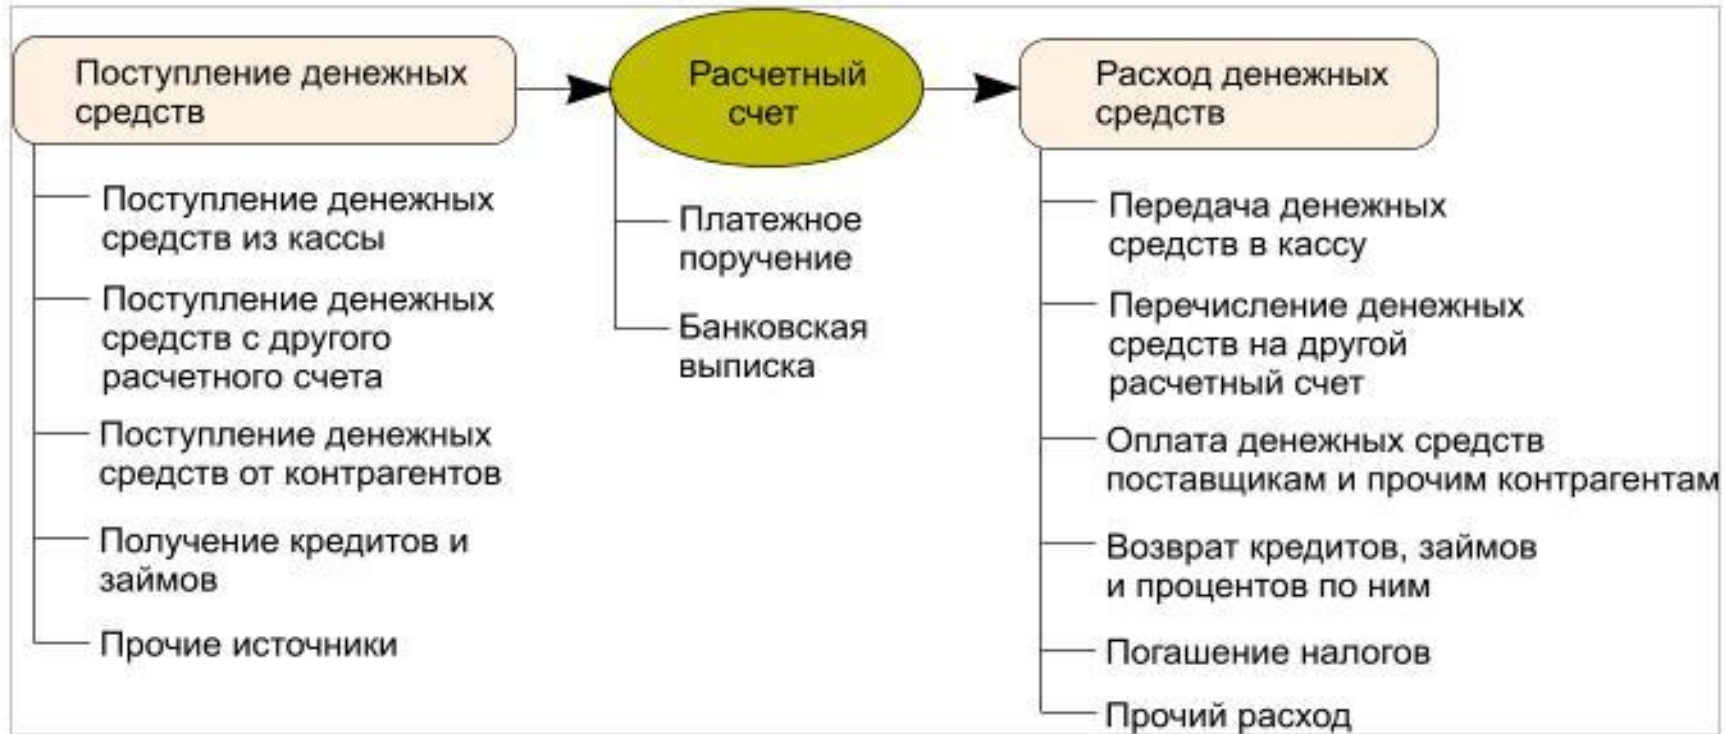 Поступление денежных
средств
Поступление денежных
средств из кассы
Поступление денежных
средств с другого
расчетного счета
Поступление денежных
средств от контрагентов
Получение кредитов и
займов
Прочие источники
Расчетный
счет
Платежное
поручение
Банковская
выписка
Расход денежных
средств
Передача денежных
средств в кассу
Перечисление денежных
средств на другой
расчетный счет
Оплата денежных средств
поставщикам и прочим контрагентам
Возврат кредитов, займов
и процентов по ним
Погашение налогов
Прочий расход